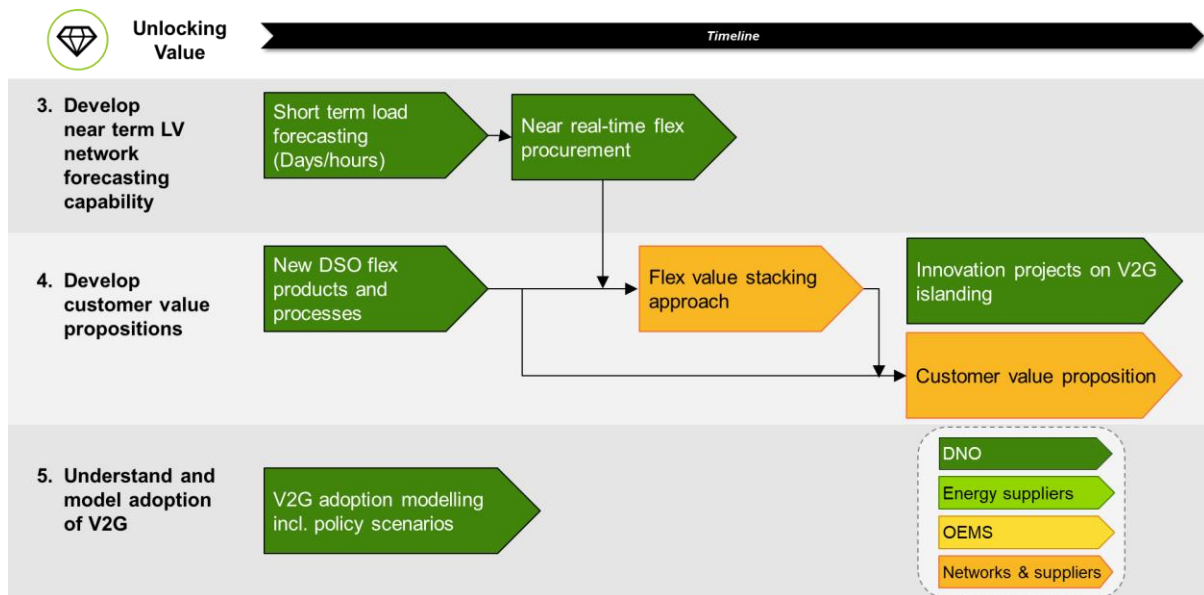 Unlocking
Value
Timeline
3. Develop
near term LV
network
forecasting
capability
Short term load
forecasting
(Days/hours)
Near real-time flex
procurement
4. Develop
customer value
propositions
New DSO flex
products and
processes
Flex value stacking
approach
Innovation projects on V2G
islanding
Customer value proposition
5. Understand and
model adoption
of V2G
V2G adoption modelling
incl. policy scenarios
DNO
Energy suppliers
OEMS
Networks & suppliers